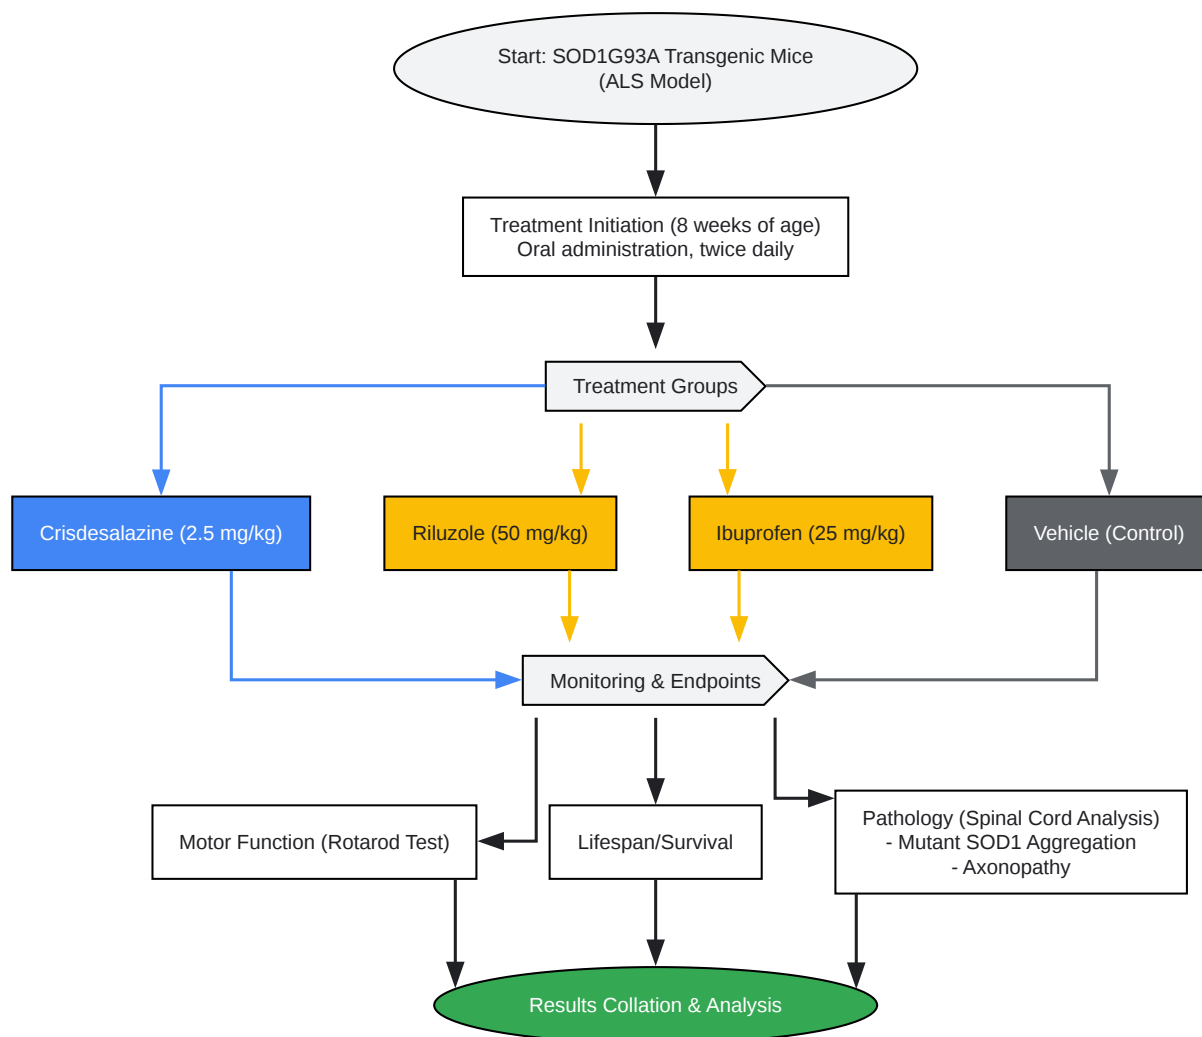 Start: SOD1G93A Transgenic Mice
(ALS Model)
Treatment Initiation (8 weeks of age)
Oral administration, twice daily
Treatment Groups
Crisdesalazine (2.5 mg/kg)
Riluzole (50 mg/kg)
Ibuprofen (25 mg/kg)
Vehicle (Control)
Monitoring & Endpoints
Motor Function (Rotarod Test)
Lifespan/Survival
Pathology (Spinal Cord Analysis)
- Mutant SOD1 Aggregation
- Axonopathy
Results Collation & Analysis